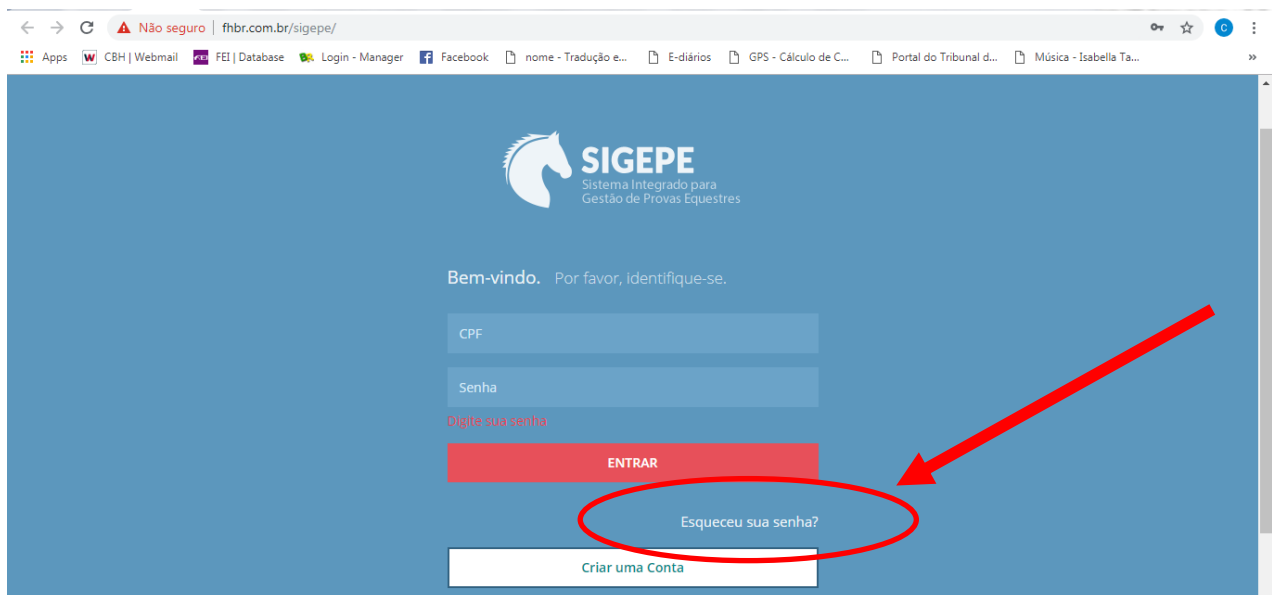 Não seguro | fhbr.com.br/sigepe/
C
Apps W CBH | Webmail FEI FEI | Database Login - Manager Facebook nome - Tradução e... E-diários GPS - Cálculo de C... Portal do Tribunal d... Música - Isabella Ta... »
SIGEPE
Sistema Integrado para
Gestão de Provas Equestres
Bem-vindo. Por favor, identifique-se.
CPF
Senha
Digite sua senha
ENTRAR
Esqueceu sua senha?
Criar uma Conta